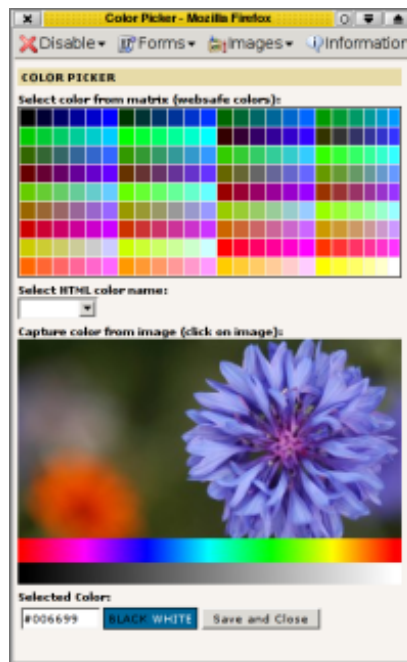 Color Picker - Mozilla Firefox
Disable Forms Images Information
COLOR PICKER
Select color from matrix (websafe colors):
Select HTML color name:
Capture color from image (click on image):
Selected Color:
#006699 BLACK WHITE Save and Close